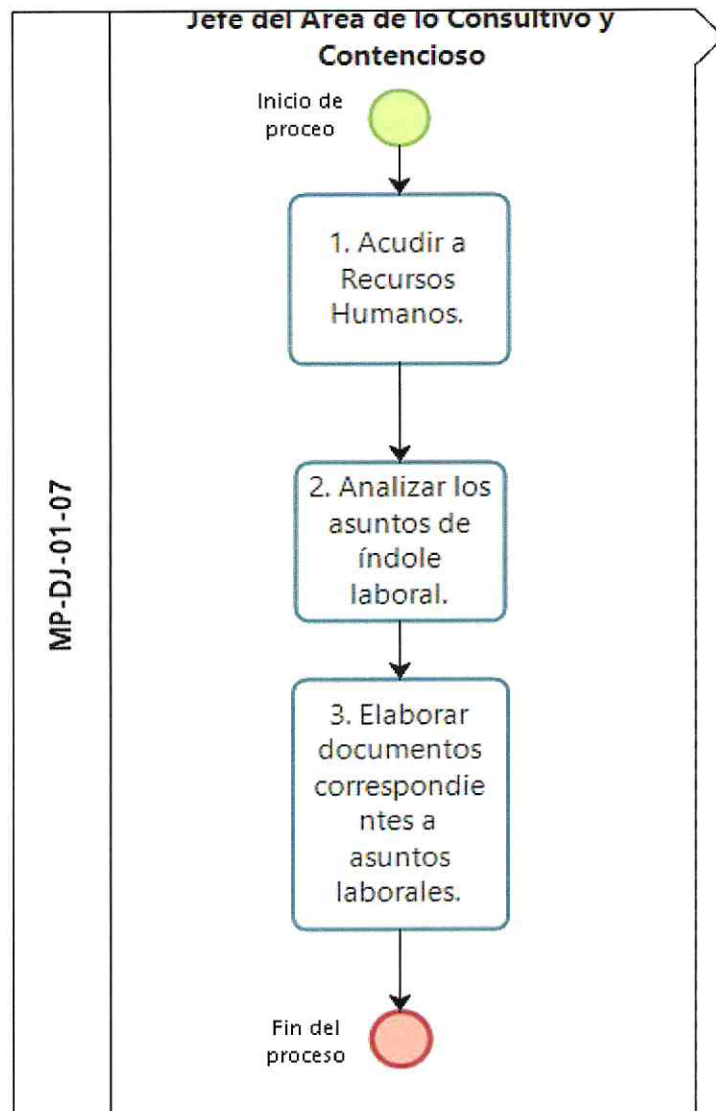 Jefe del Area de lo Consultivo y
Contencioso
Inicio de
proceo
1. Acudir a
Recursos
Humanos.
2. Analizar los
asuntos de
índole
laboral.
3. Elaborar
documentos
correspondie
ntes a
asuntos
laborales.
Fin del
proceso
MP-DJ-01-07